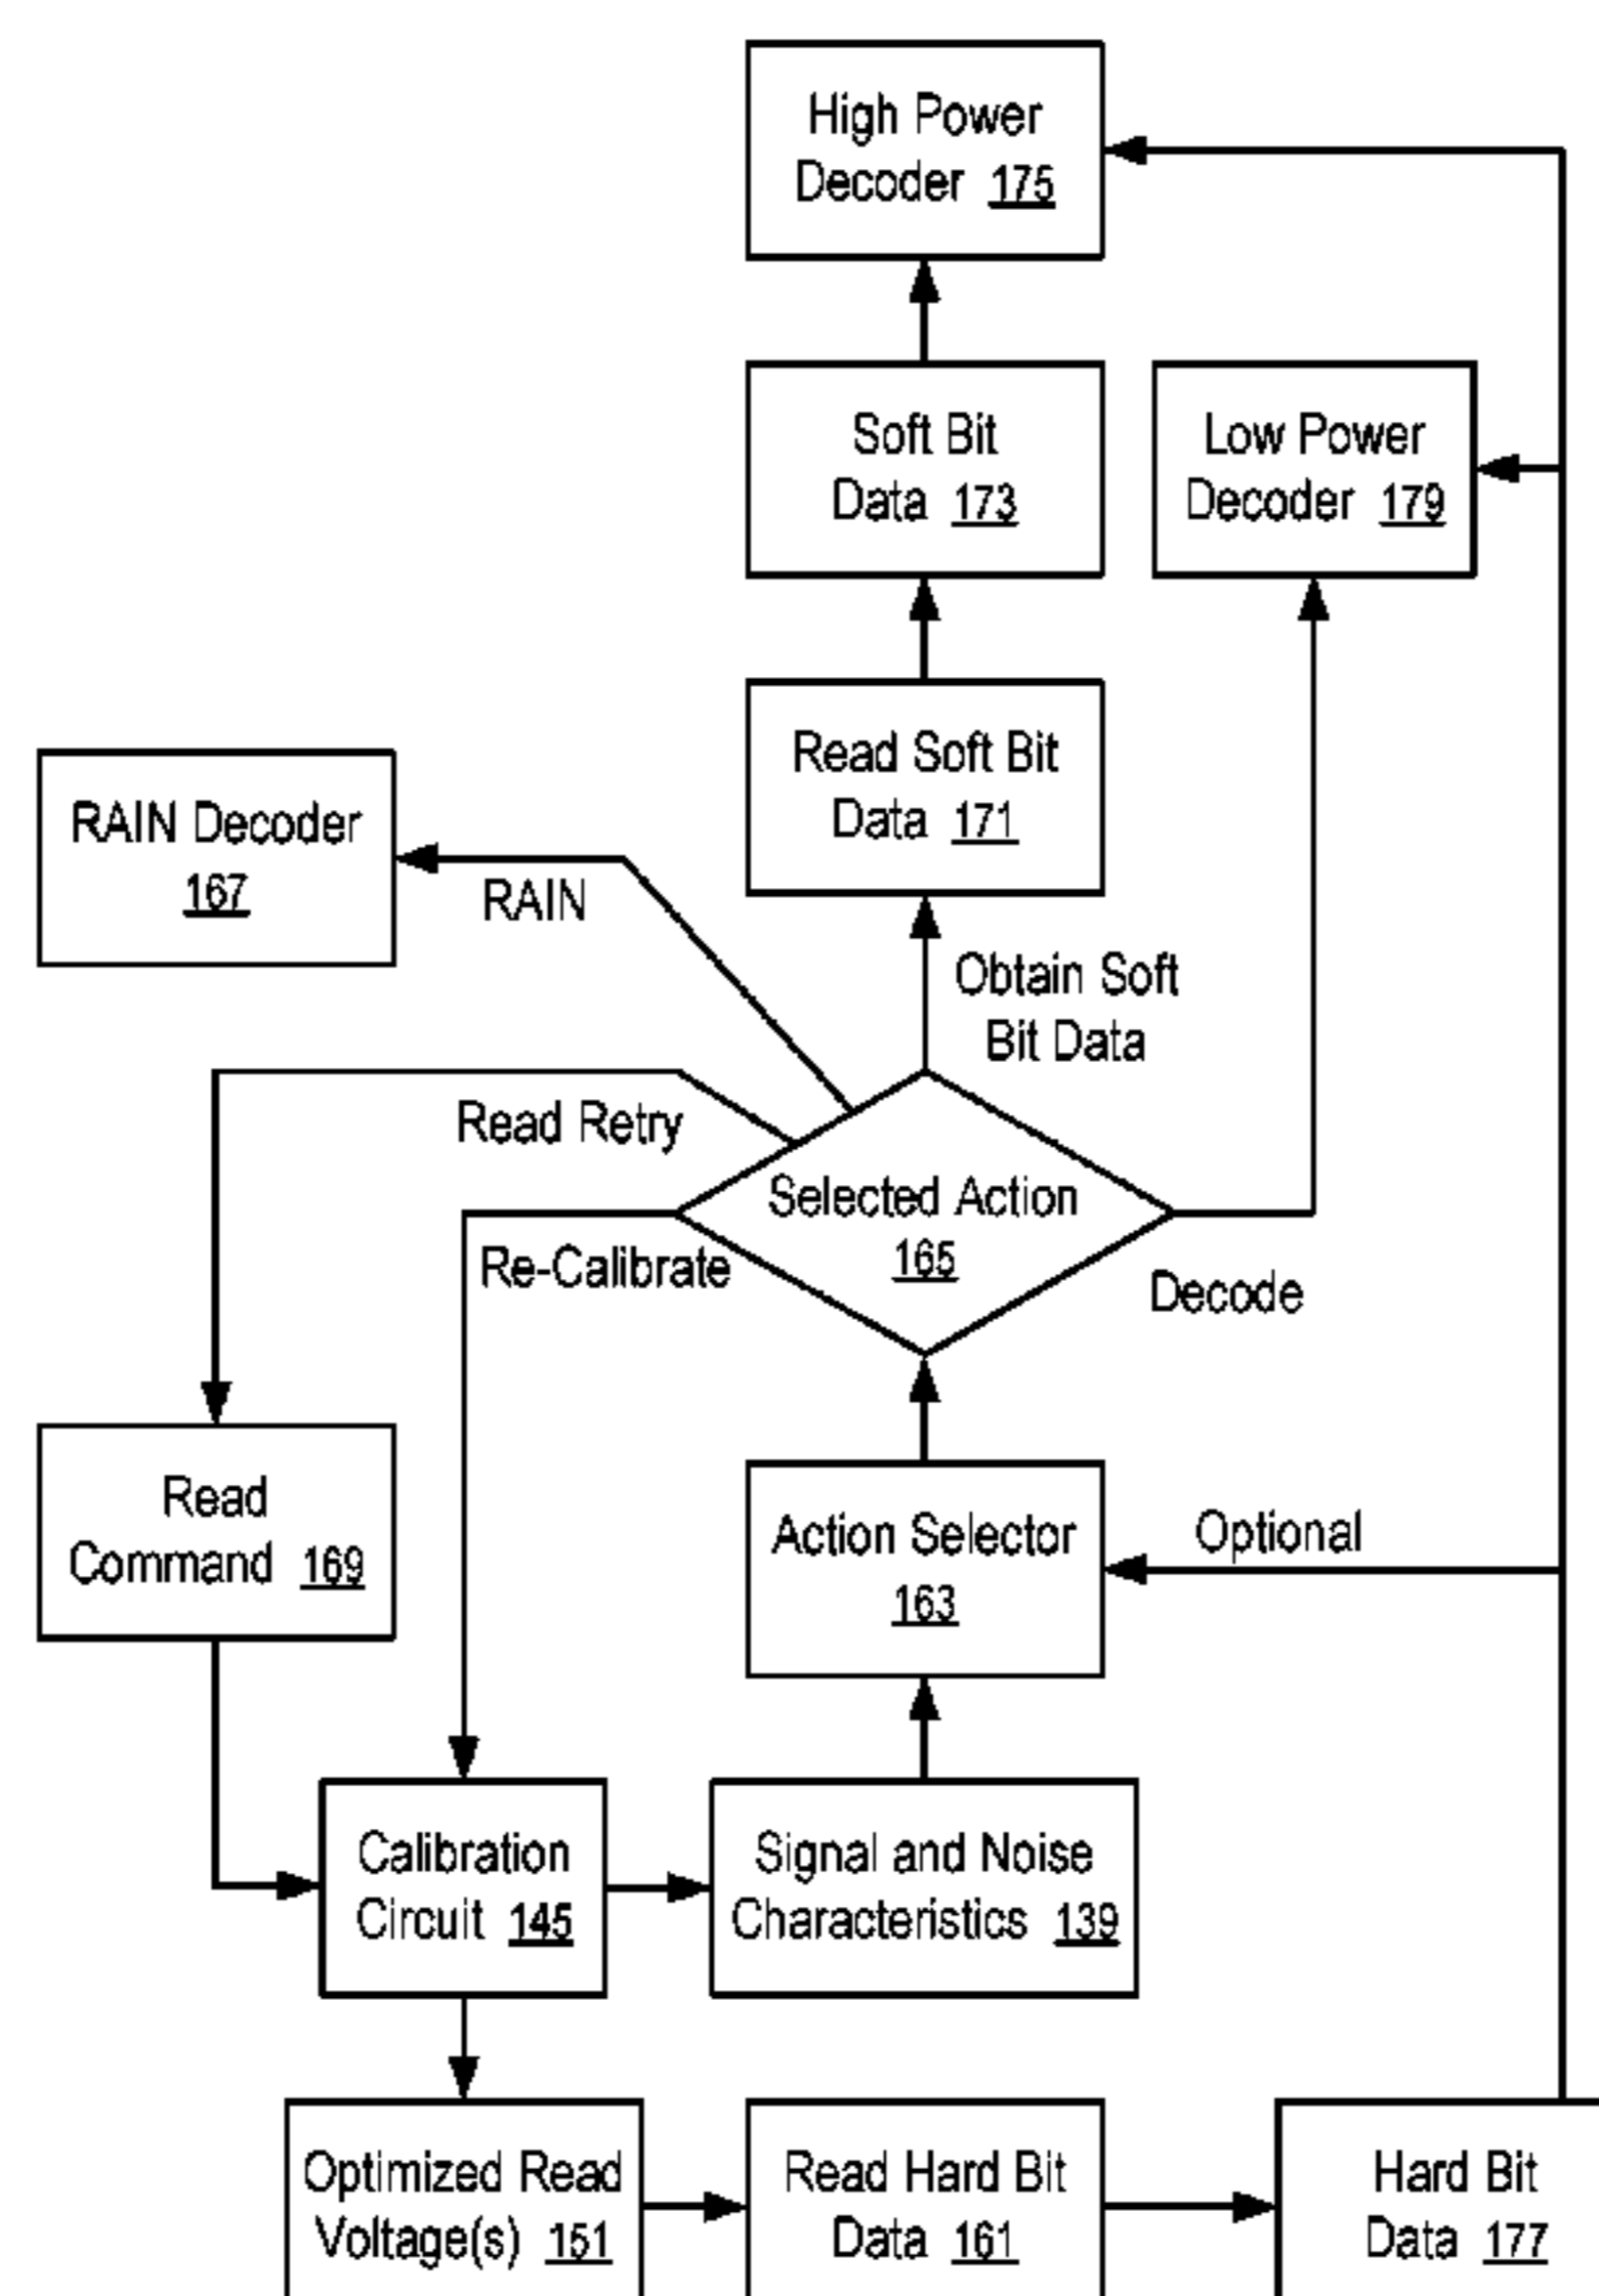 High Power
Decoder 175
Soft Bit
Data 173
Low Power
Decoder 179
Read Soft Bit
Data 171
RAIN Decoder
167
RAIN
Obtain Soft
Bit Data
Read Retry
Selected Action
165
Re-Calibrate
Decode
Read
Command 169
Action Selector
163
Optional
Calibration
Circuit 145
Signal and Noise
Characteristics 139
Optimized Read
Voltage(s) 151
Read Hard Bit
Data 161
Hard Bit
Data 177